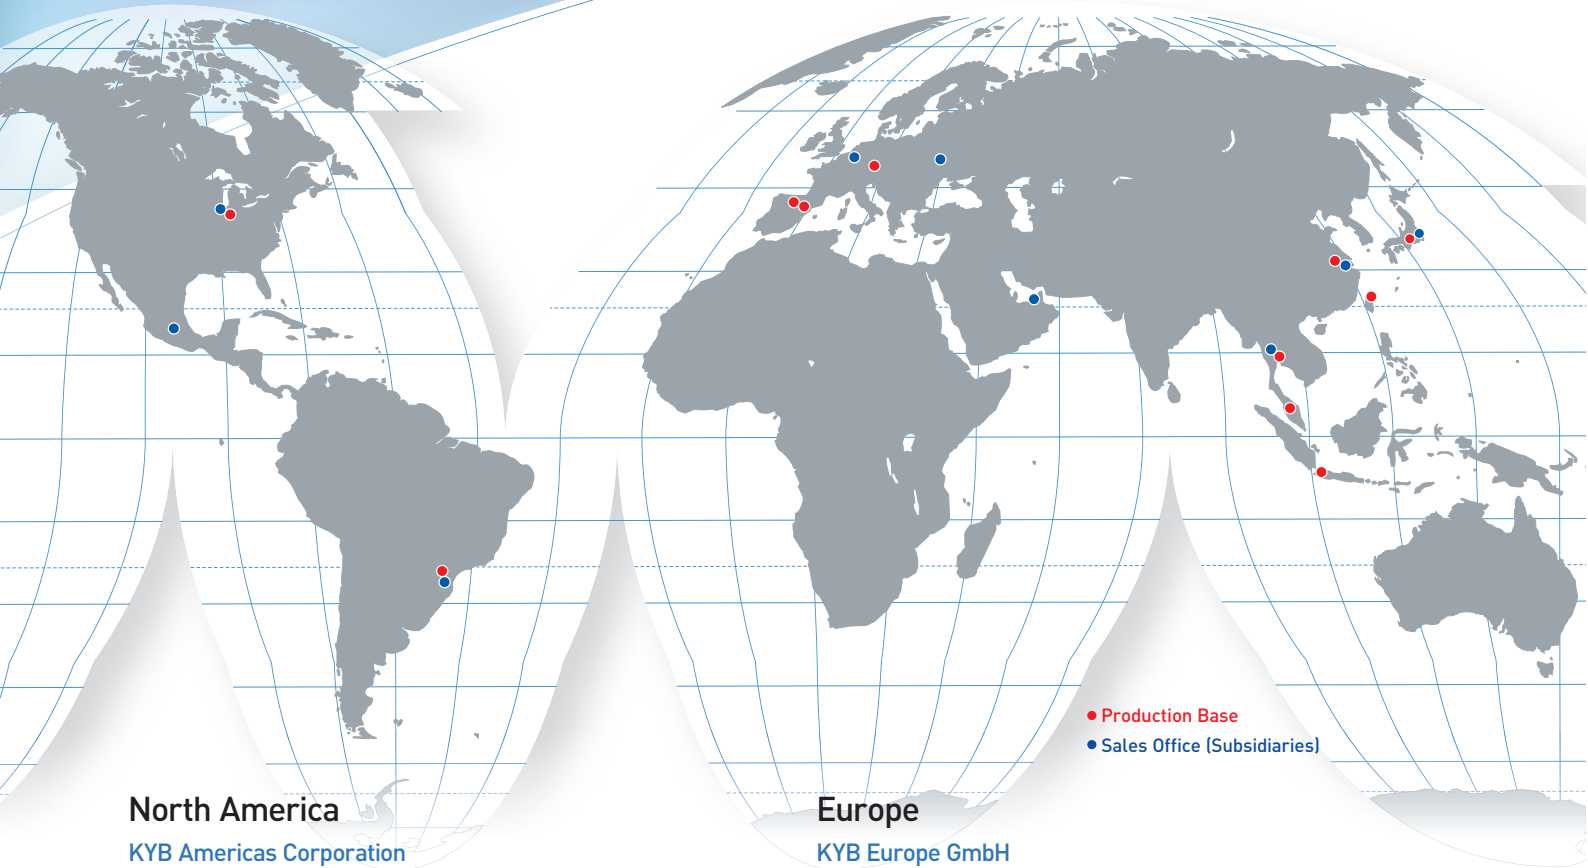 Production Base
Sales Office (Subsidiaries)
North America
KYB Americas Corporation
Europe
KYB Europe GmbH